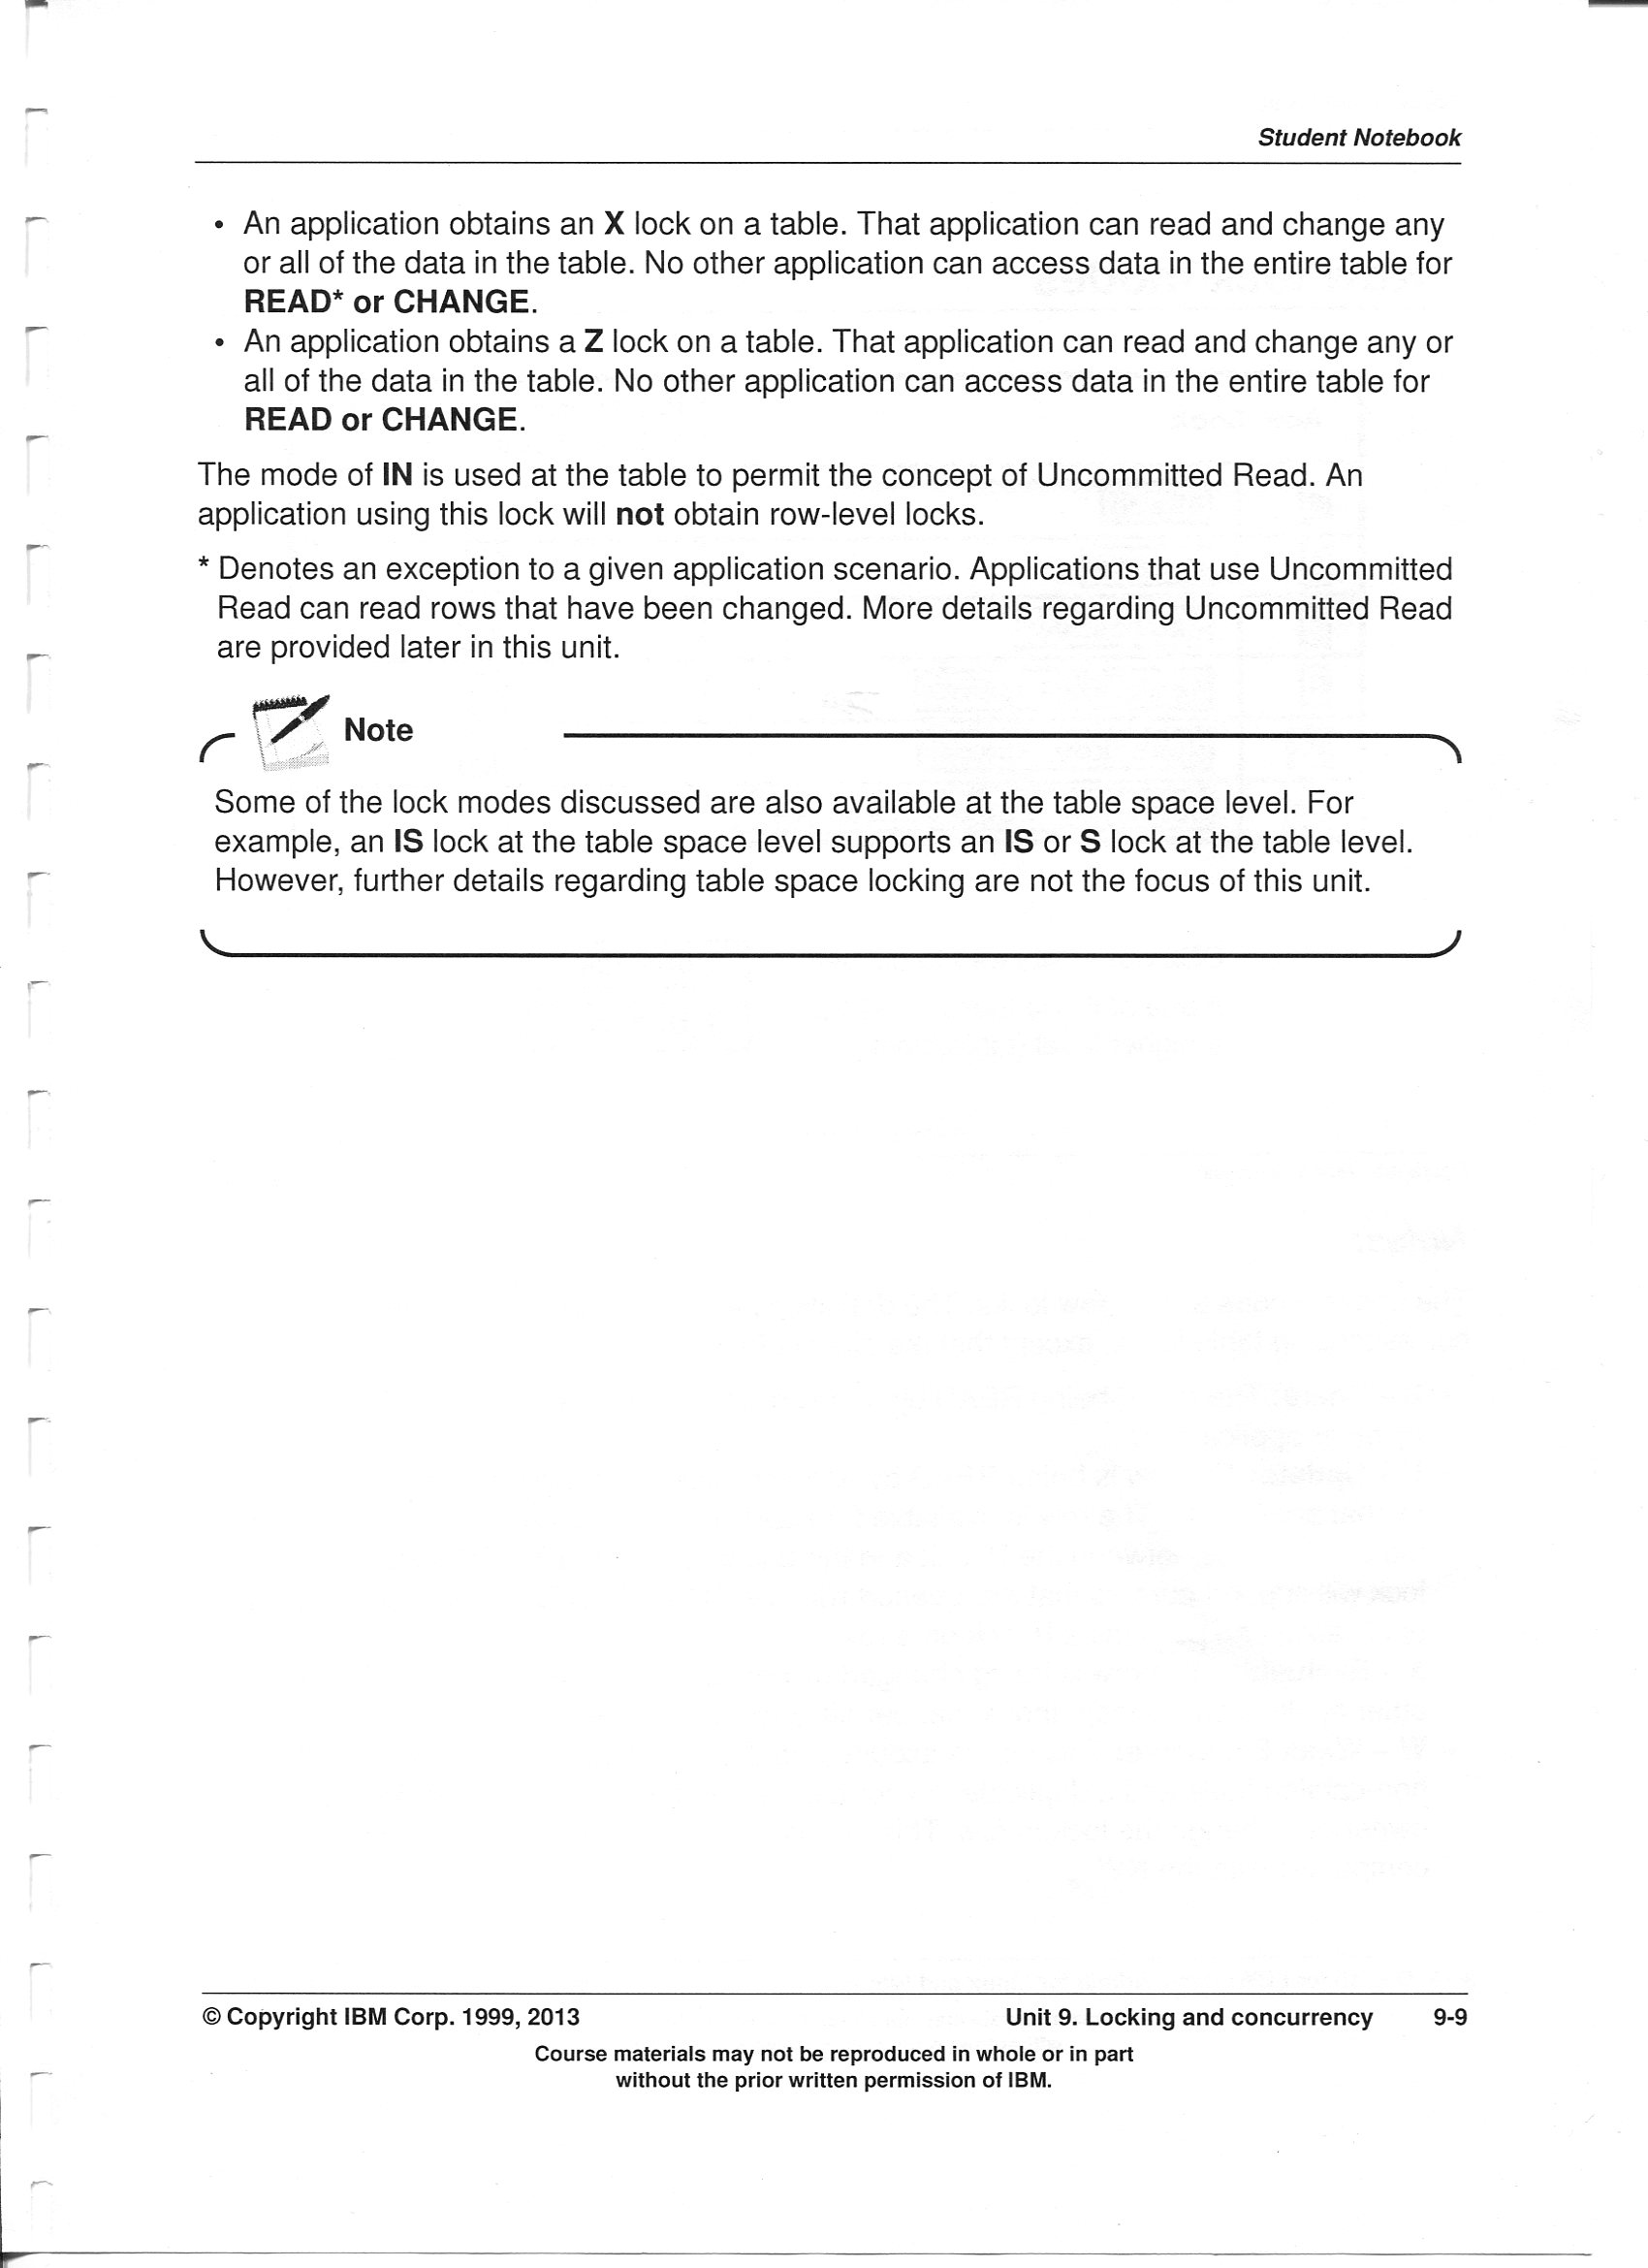 Student Notebook
• An application obtains an X lock on a table. That application can read and change any
or all of the data in the table. No other application can access data in the entire table for
READ* or CHANGE.
• An application obtains a Z lock on a table. That application can read and change any or
all of the data in the table. No other application can access data in the entire table for
READ or CHANGE.
The mode of IN is used at the table to permit the concept of Uncommitted Read. An
application using this lock will not obtain row-level locks.
* Denotes an exception to a given application scenario. Applications that use Uncommitted
Read can read rows that have been changed. More details regarding Uncommitted Read
are provided later in this unit.
Note
Some of the lock modes discussed are also available at the table space level. For
example, an IS lock at the table space level supports an IS or S lock at the table level.
However, further details regarding table space locking are not the focus of this unit.
© Copyright IBM Corp. 1999, 2013 Unit 9. Locking and concurrency 9-9
Course materials may not be reproduced in whole or in part
without the prior written permission of IBM.